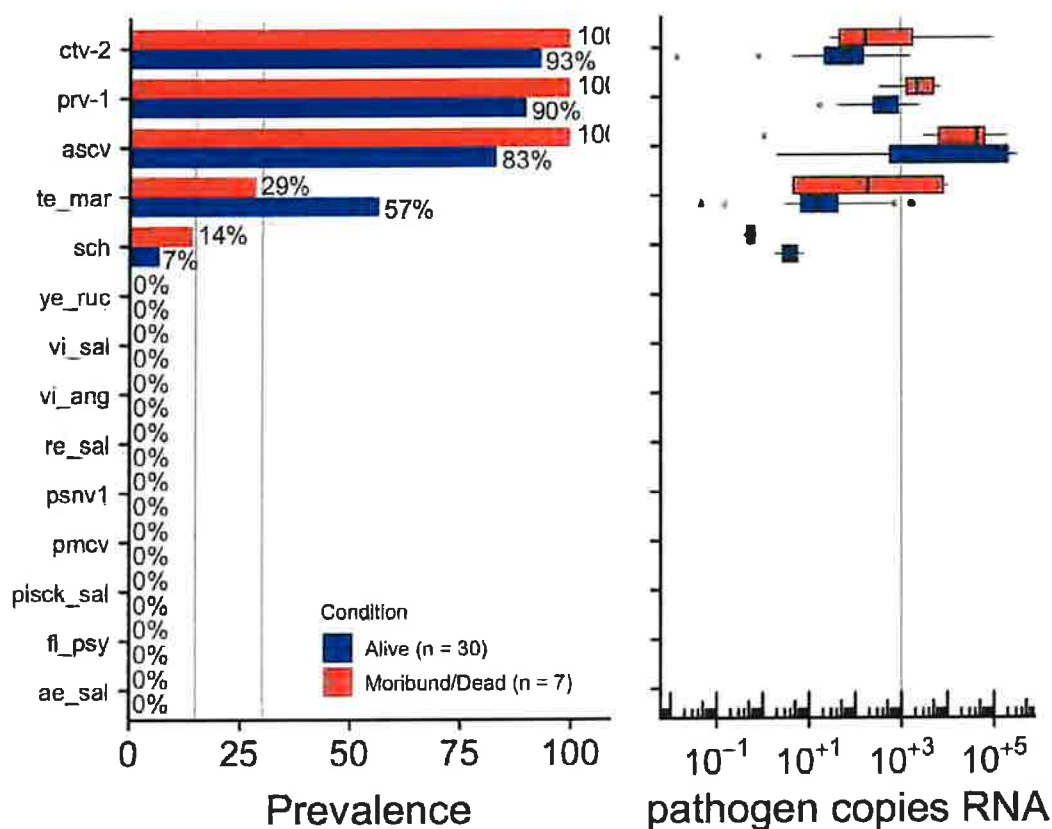 ctv-2
100
93%
prv-1
100
90%
ascv
100
83%
te_mar
29%
57%
sch
14%
7%
ye_ruc
0%
0%
vi_sal
0%
0%
vi_ang
0%
0%
re_sal
0%
0%
psnv1
0%
0%
pmcv
0%
0%
pisck_sal
0%
0%
fl_psy
0%
0%
ae_sal
0%
0%
Condition
Alive (n = 30)
Moribund/Dead (n = 7)
0 25 50 75 100
Prevalence
10⁻¹ 10⁺¹ 10⁺³ 10⁺⁵
pathogen copies RNA